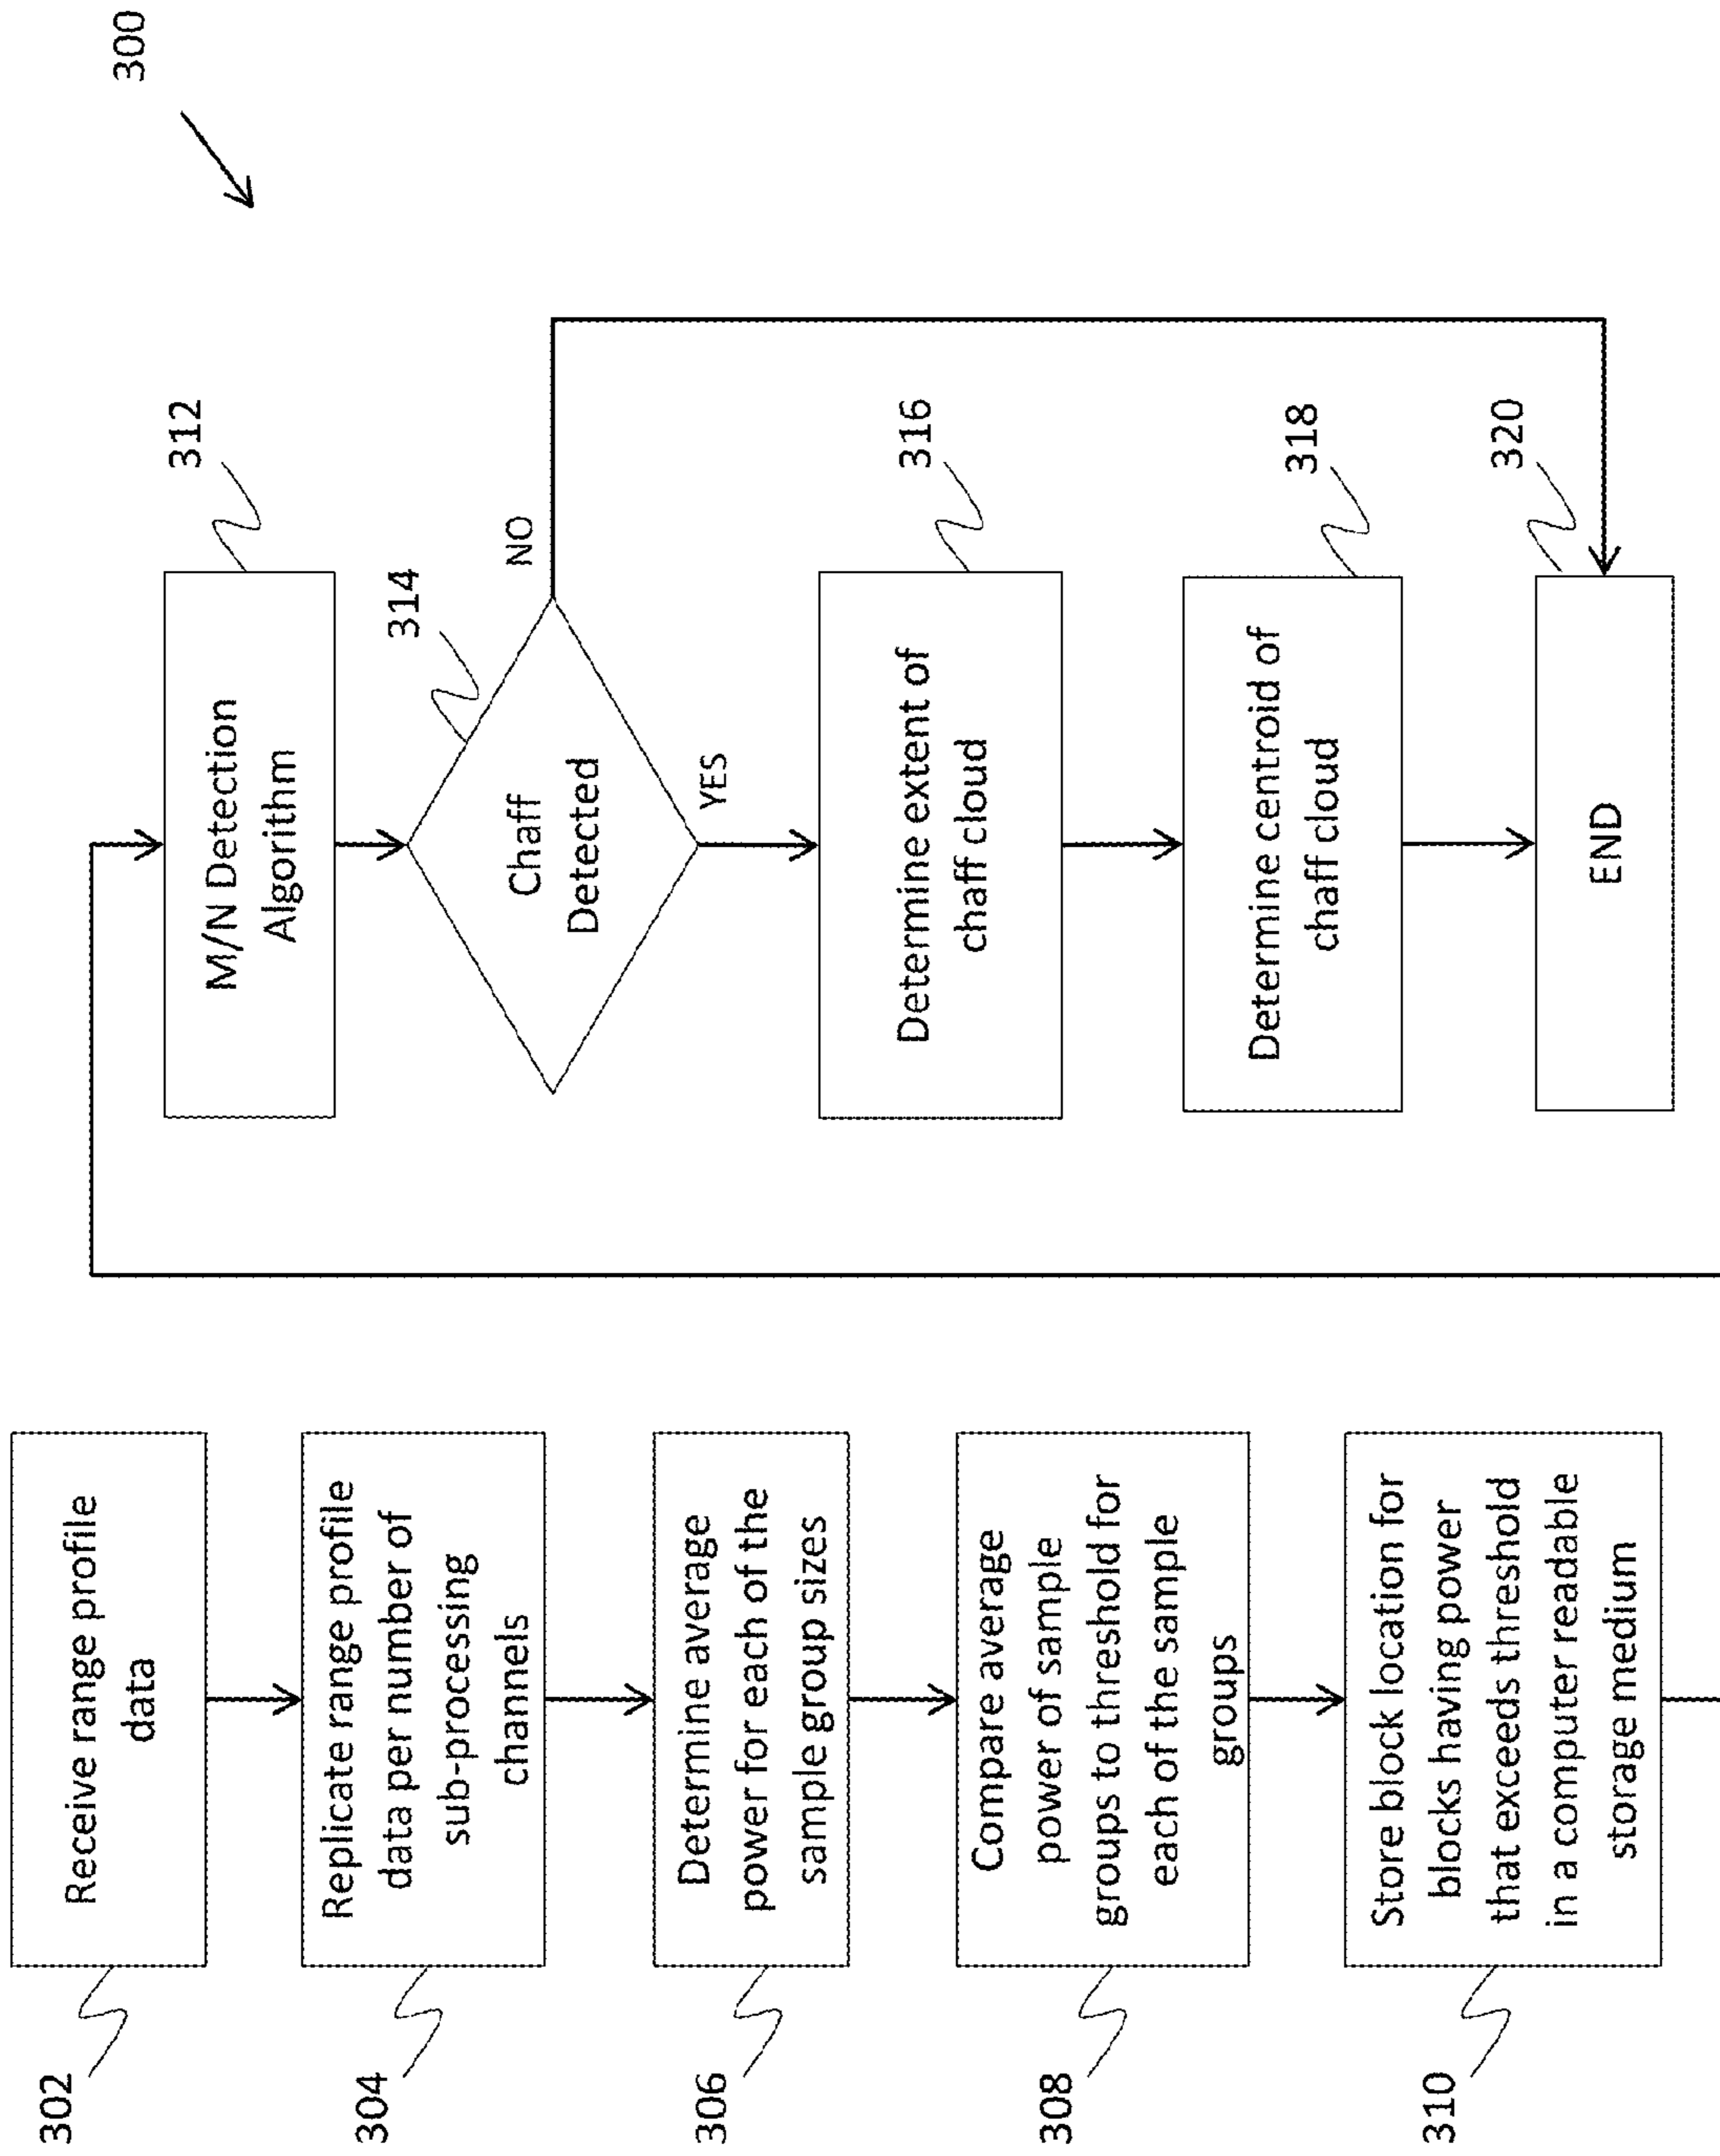 300
302
Receive range profile
data
304
Replicate range profile
data per number of
sub-processing
channels
306
Determine average
power for each of the
sample group sizes
308
Compare average
power of sample
groups to threshold for
each of the sample
groups
310
Store block location for
blocks having power
that exceeds threshold
in a computer readable
storage medium
312
M/N Detection
Algorithm
314
Chaff
Detected
NO
YES
316
Determine extent of
chaff cloud
318
Determine centroid of
chaff cloud
320
END